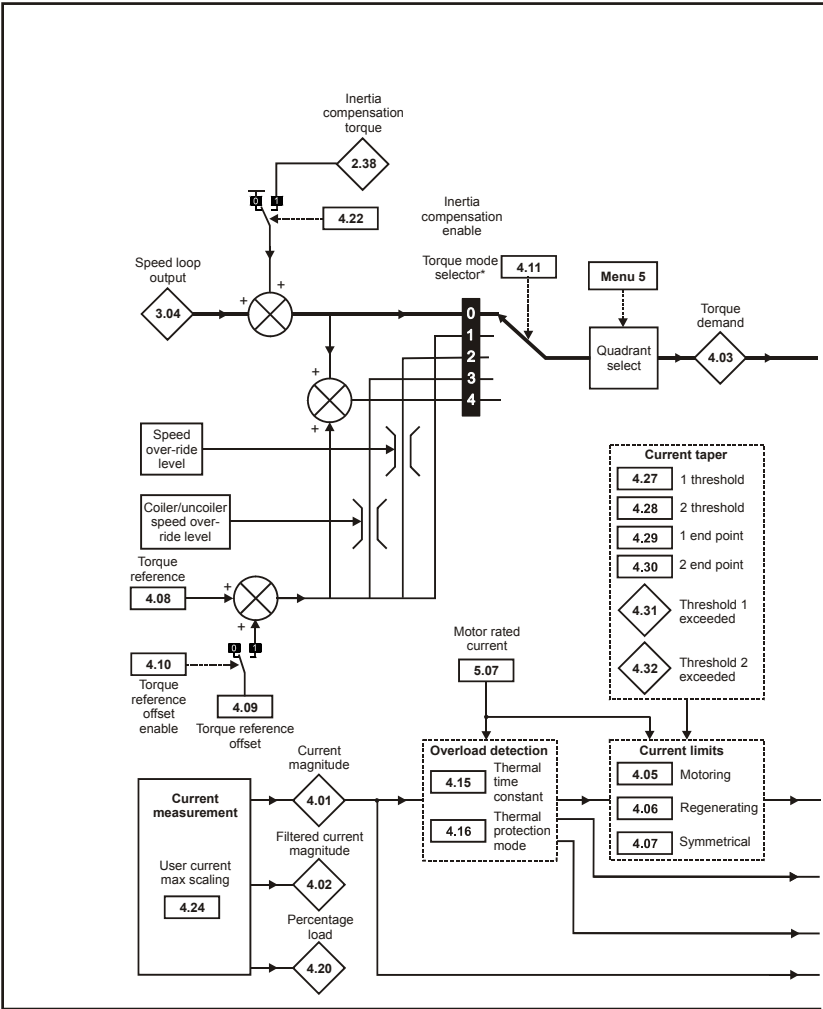 Inertia
compensation
torque
2.38
0 1
4.22
Inertia
compensation
enable
Speed loop
output
3.04
+
+
Torque mode
selector*
4.11
Menu 5
0
1
2
3
4
Quadrant
select
Torque
demand
4.03
+
+
Speed
over-ride
level
Coiler/uncoiler
speed over-
ride level
Torque
reference
4.08
+
+
0 1
4.10
Torque
reference
offset
enable
4.09
Torque reference
offset
Current taper
4.27 1 threshold
4.28 2 threshold
4.29 1 end point
4.30 2 end point
4.31 Threshold 1
exceeded
4.32 Threshold 2
exceeded
Motor rated
current
5.07
Overload detection
4.15 Thermal
time
constant
4.16 Thermal
protection
mode
Current limits
4.05 Motoring
4.06 Regenerating
4.07 Symmetrical
Current
measurement
User current
max scaling
4.24
Current
magnitude
4.01
Filtered current
magnitude
4.02
Percentage
load
4.20